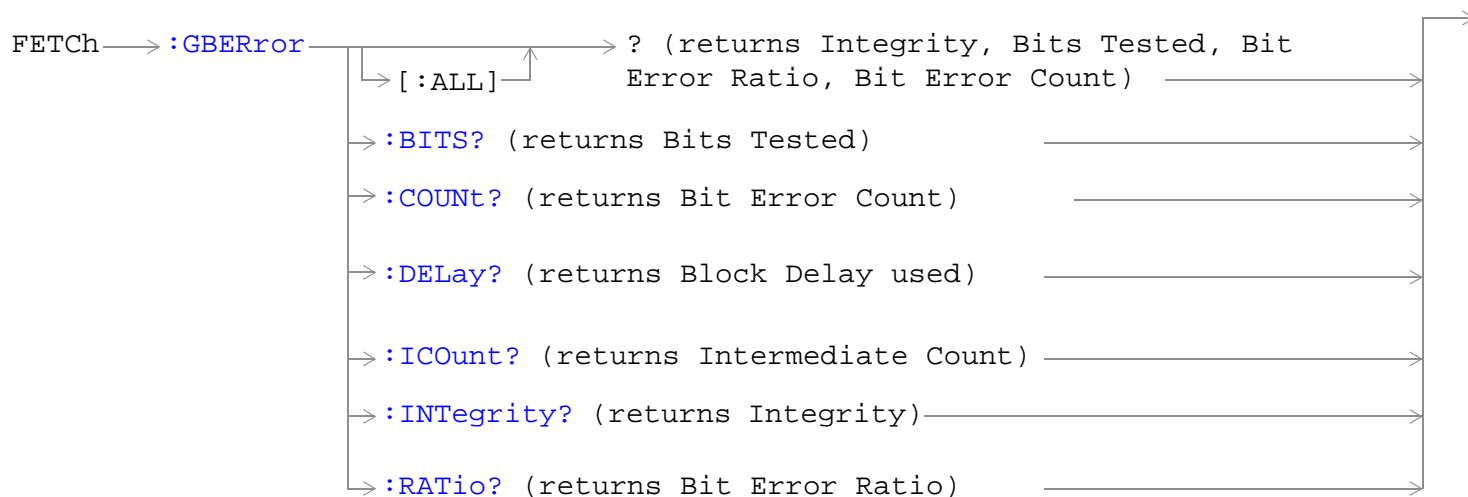 FETCh :GBERror ? (returns Integrity, Bits Tested, Bit
[:ALL] Error Ratio, Bit Error Count)
:BITS? (returns Bits Tested)
:COUNt? (returns Bit Error Count)
:DELay? (returns Block Delay used)
:ICOunt? (returns Intermediate Count)
:INTegrity? (returns Integrity)
:RATio? (returns Bit Error Ratio)